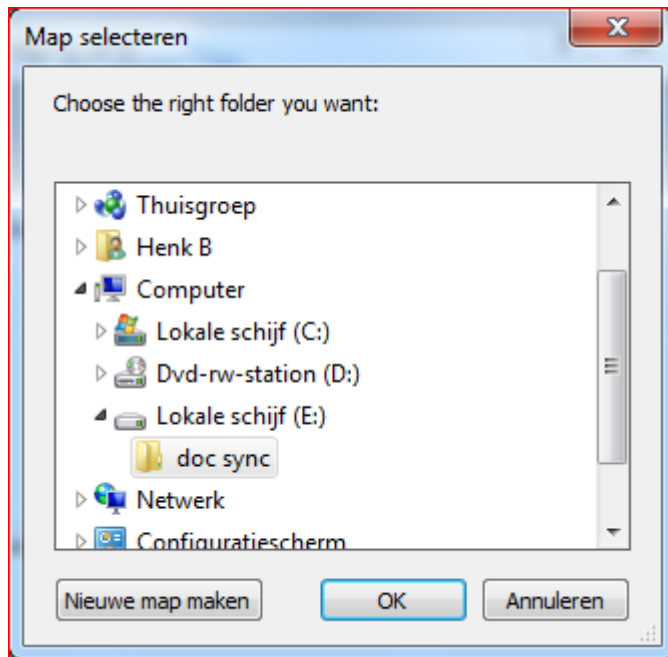 Map selecteren
Choose the right folder you want:
Thuisgroep
Henk B
Computer
Lokale schijf (C:)
Dvd-rw-station (D:)
Lokale schijf (E:)
doc sync
Netwerk
Configuratiescherm
Nieuwe map maken OK Annuleren